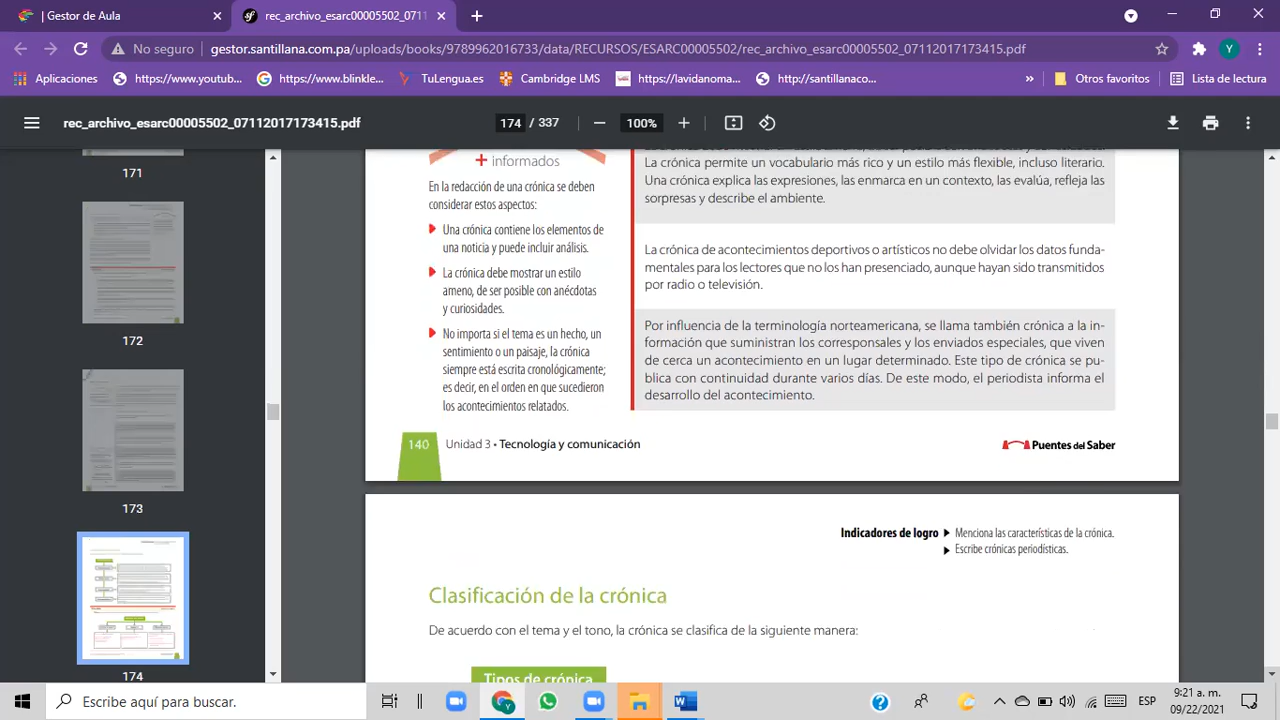 Gestor de Aula
rec_archivo_esarc00005502_0711
No seguro
gestor.santillana.com.pa/uploads/books/9789962016733/data/RECURSOS/ESARC00005502/rec_archivo_esarc00005502_07112017173415.pdf
Y
Aplicaciones
https://www.youtub...
https://www.blinkle...
TuLengua.es
Cambridge LMS
https://lavidanoma...
http://santillanaco...
»
Otros favoritos
Lista de lectura
rec_archivo_esarc00005502_07112017173415.pdf
174 / 337
100%
171
172
173
174
+ informados
En la redacción de una crónica se deben
considerar estos aspectos:
Una crónica contiene los elementos de
una noticia y puede incluir análisis.
La crónica debe mostrar un estilo
ameno, de ser posible con anécdotas
y curiosidades.
No importa si el tema es un hecho, un
sentimiento o un paisaje, la crónica
siempre está escrita cronológicamente;
es decir, en el orden en que sucedieron
los acontecimientos relatados.
La crónica permite un vocabulario más rico y un estilo más flexible, incluso literario.
Una crónica explica las expresiones, las enmarca en un contexto, las evalúa, refleja las
sorpresas y describe el ambiente.
La crónica de acontecimientos deportivos o artísticos no debe olvidar los datos funda-
mentales para los lectores que no los han presenciado, aunque hayan sido transmitidos
por radio o televisión.
Por influencia de la terminología norteamericana, se llama también crónica a la in-
formación que suministran los corresponsales y los enviados especiales, que viven
de cerca un acontecimiento en un lugar determinado. Este tipo de crónica se pu-
blica con continuidad durante varios días. De este modo, el periodista informa el
desarrollo del acontecimiento.
140
Unidad 3 • Tecnología y comunicación
Puentes del Saber
Indicadores de logro
Menciona las características de la crónica.
Escribe crónicas periodísticas.
Clasificación de la crónica
De acuerdo con el tema y el tono, la crónica se clasifica de la siguiente manera:
Tipos de crónica
Escribe aquí para buscar.
ESP
9:21 a. m.
09/22/2021